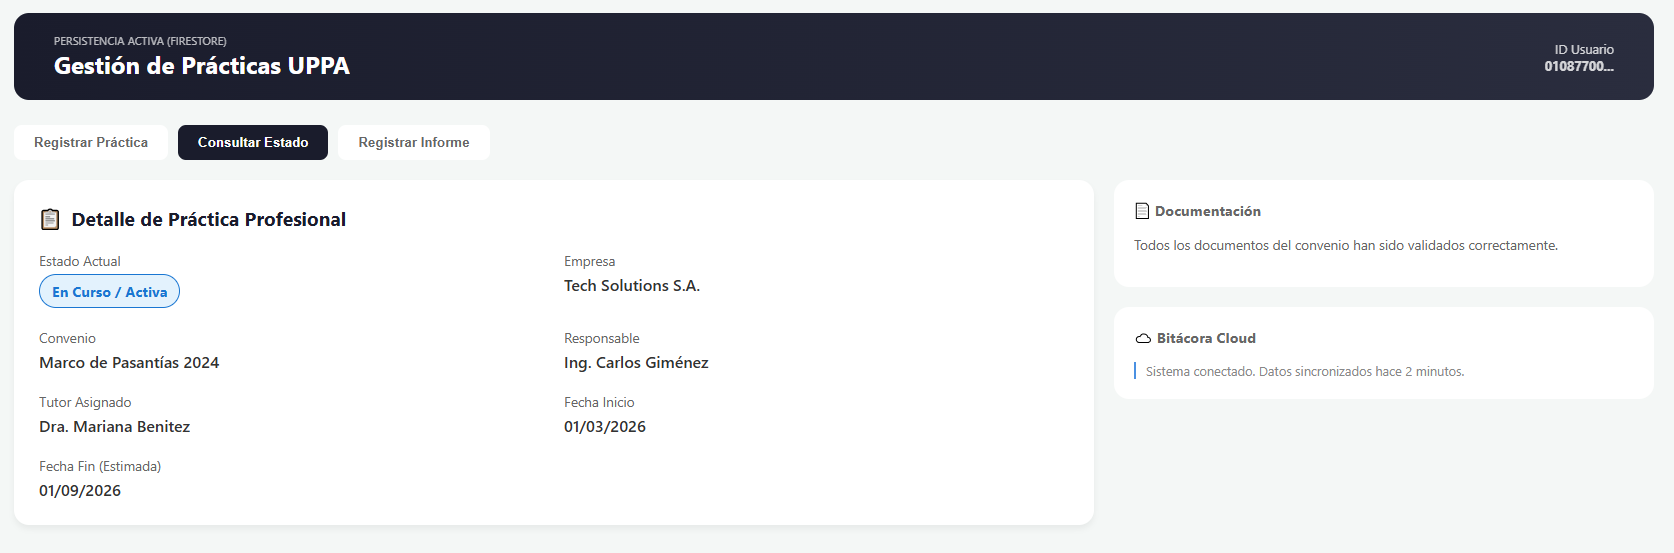 PERSISTENCIA ACTIVA (FIRESTORE)
Gestión de Prácticas UPPA
ID Usuario
01087700...
Registrar Práctica
Consultar Estado
Registrar Informe
Detalle de Práctica Profesional
Estado Actual
En Curso / Activa
Empresa
Tech Solutions S.A.
Convenio
Marco de Pasantías 2024
Responsable
Ing. Carlos Giménez
Tutor Asignado
Dra. Mariana Benitez
Fecha Inicio
01/03/2026
Fecha Fin (Estimada)
01/09/2026
Documentación
Todos los documentos del convenio han sido validados correctamente.
Bitácora Cloud
Sistema conectado. Datos sincronizados hace 2 minutos.